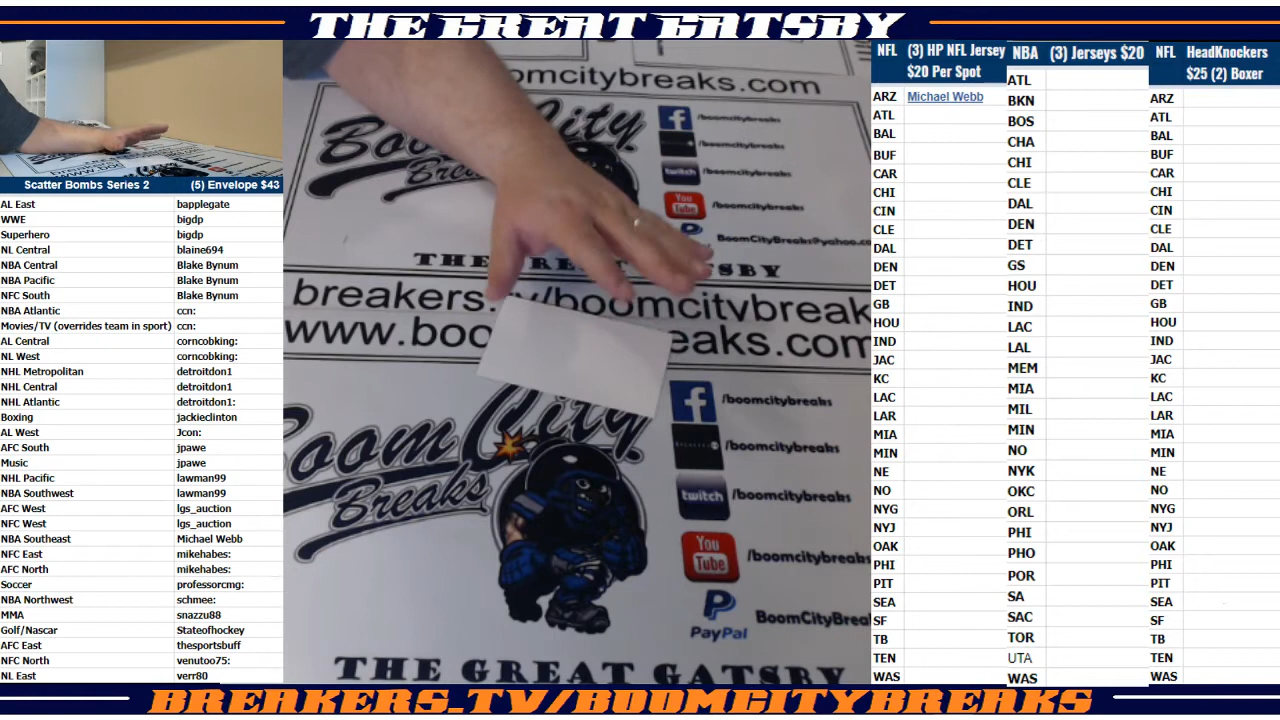 THE GREAT GATSBY
Scatter Bombs Series 2 (5) Envelope $43
AL East bapplegate
WWE bigdp
Superhero bigdp
NL Central blaine694
NBA Central Blake Bynum
NBA Pacific Blake Bynum
NFC South Blake Bynum
NBA Atlantic ccn:
Movies/TV (overrides team in sport) ccn:
AL Central corncobking:
NL West corncobking:
NHL Metropolitan detroitdon1
NHL Central detroitdon1
NHL Atlantic detroitdon1:
Boxing jackieclinton
AL West Jcon:
AFC South jpawe
Music jpawe
NHL Pacific lawman99
NBA Southwest lawman99
AFC West lgs_auction
NFC West lgs_auction
NBA Southeast Michael Webb
NFC East mikehabes:
AFC North mikehabes:
Soccer professorcmg:
NBA Northwest schmee:
MMA snazzu88
Golf/Nascar Stateofhockey
AFC East thesportsbuff
NFC North venutoo75:
NL East verr80
omcitybreaks.com
/boomcitybreaks
/boomcitybreaks
twitch /boomcitybreaks
You Tube /boomcitybreaks
BoomCityBreaks@yahoo.co
THE GREAT GATSBY
breakers.tv/boomcitybreak
www.boo eaks.com
Boom City Breaks
/boomcitybreaks
/boomcitybreaks
twitch /boomcitybreaks
You Tube /boomcitybreaks
PayPal BoomCityBrea
THE GREAT GATSBY
NFL (3) HP NFL Jersey
$20 Per Spot
ARZ Michael Webb
ATL
BAL
BUF
CAR
CHI
CIN
CLE
DAL
DEN
DET
GB
HOU
IND
JAC
KC
LAC
LAR
MIA
MIN
NE
NO
NYG
NYJ
OAK
PHI
PIT
SEA
SF
TB
TEN
WAS
NBA (3) Jerseys $20
ATL
BKN
BOS
CHA
CHI
CLE
DAL
DEN
DET
GS
HOU
IND
LAC
LAL
MEM
MIA
MIL
MIN
NO
NYK
OKC
ORL
PHI
PHO
POR
SA
SAC
TOR
UTA
WAS
NFL HeadKnockers
$25 (2) Boxer
ARZ
ATL
BAL
BUF
CAR
CHI
CIN
CLE
DAL
DEN
DET
GB
HOU
IND
JAC
KC
LAC
LAR
MIA
MIN
NE
NO
NYG
NYJ
OAK
PHI
PIT
SEA
SF
TB
TEN
WAS
BREAKERS.TV/BOOMCITYBREAKS